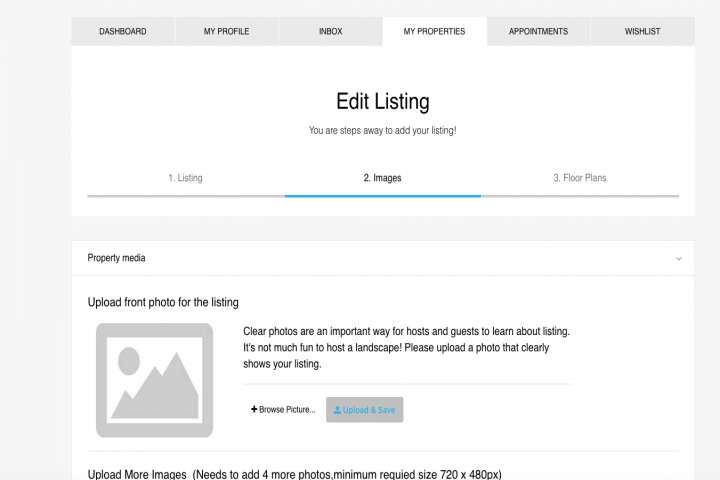 DASHBOARD MY PROFILE INBOX MY PROPERTIES APPOINTMENTS WISHLIST
Edit Listing
You are steps away to add your listing!
1. Listing 2. Images 3. Floor Plans
Property media
Upload front photo for the listing
Clear photos are an important way for hosts and guests to learn about listing.
It's not much fun to host a landscape! Please upload a photo that clearly
shows your listing.
+ Browse Picture... Upload & Save
Upload More Images (Needs to add 4 more photos,minimum requied size 720 x 480px)